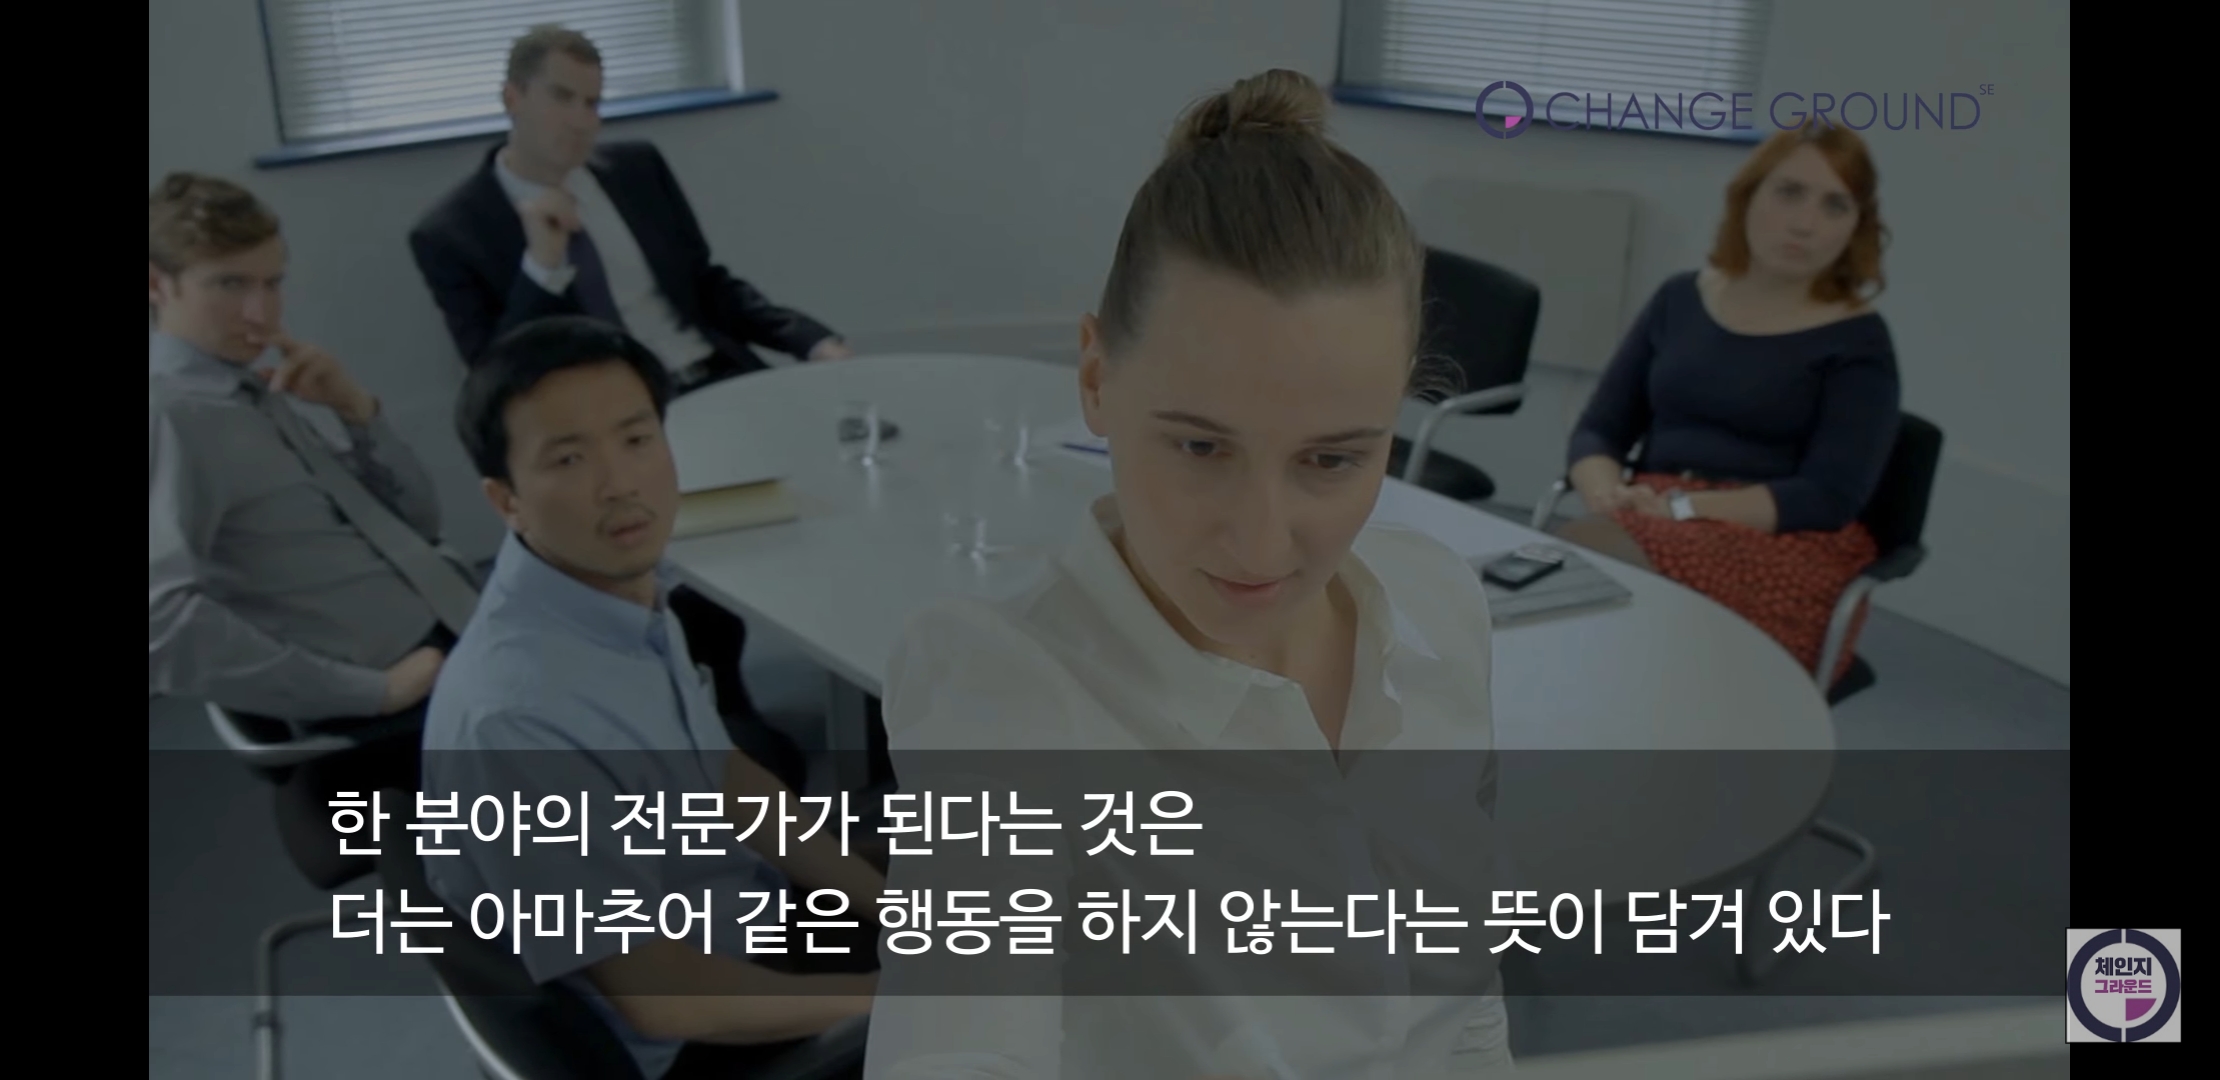 CHANGE GROUND SE
한 분야의 전문가가 된다는 것은
더는 아마추어 같은 행동을 하지 않는다는 뜻이 담겨 있다
체인지
그라운드